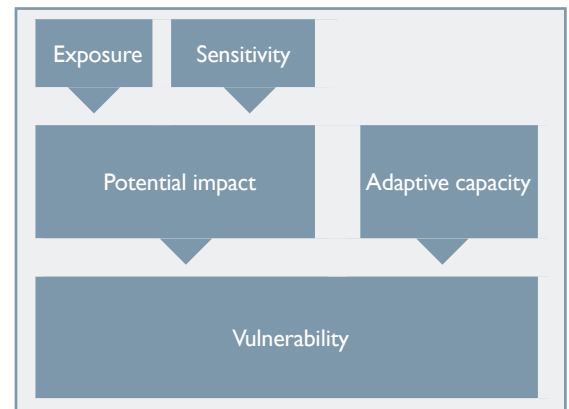 Exposure
Sensitivity
Potential impact
Adaptive capacity
Vulnerability